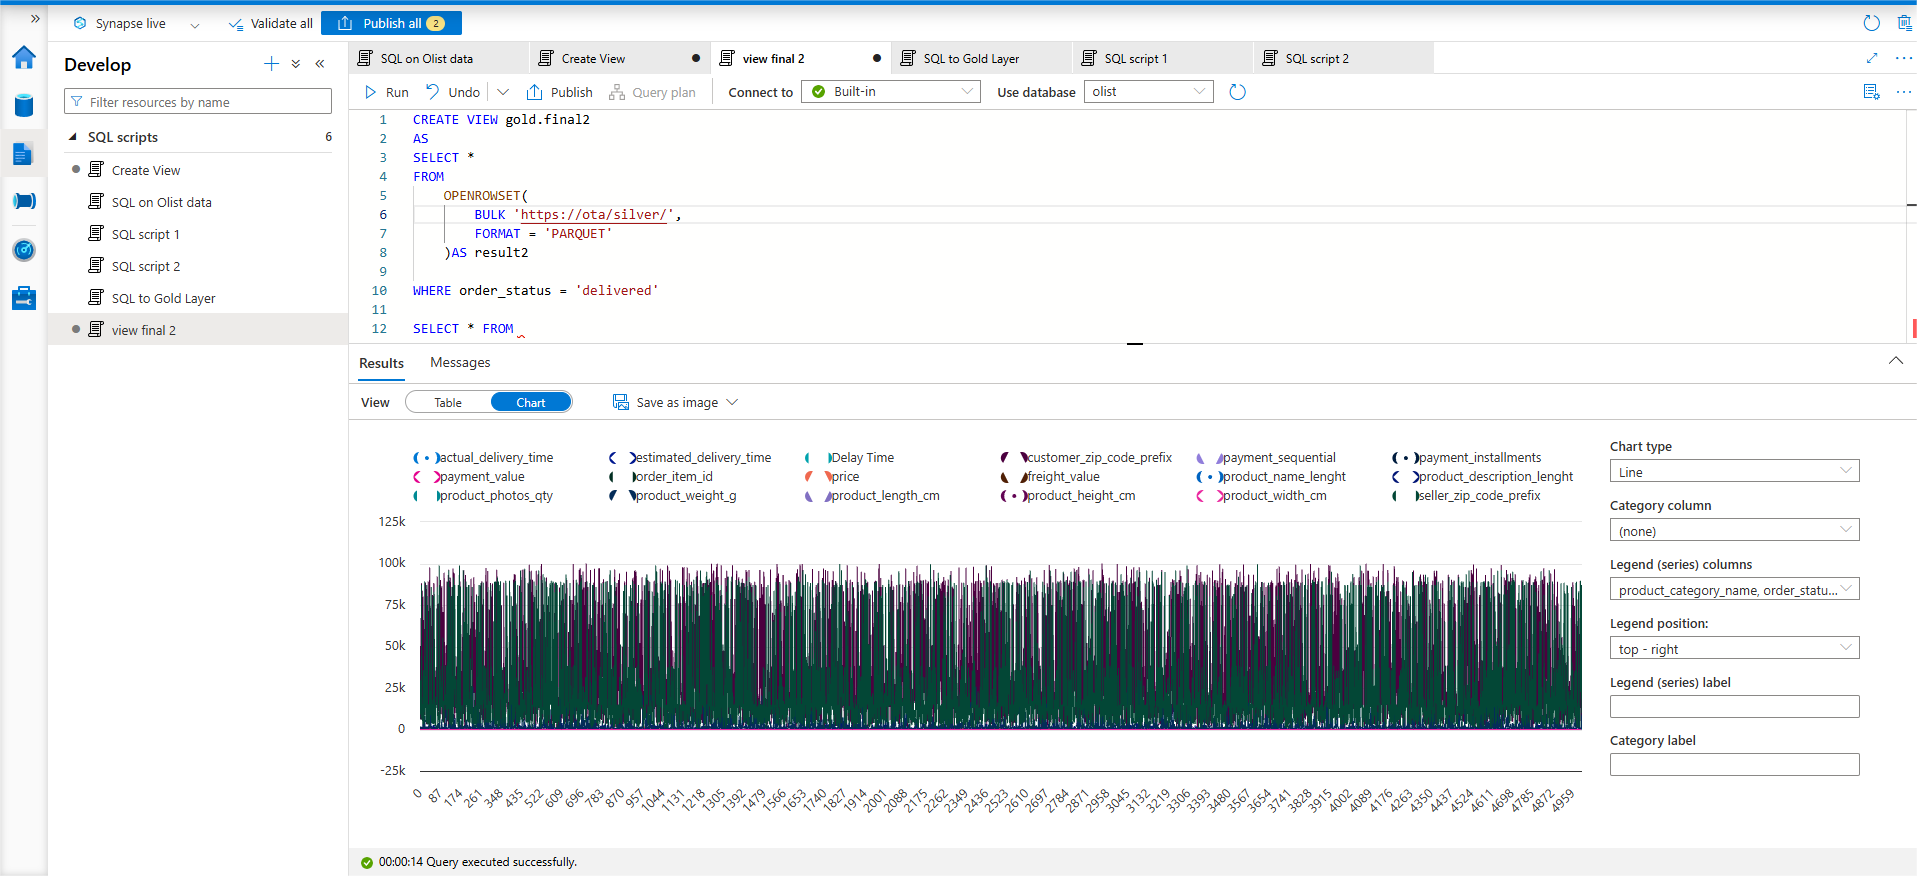 Synapse live
Validate all
Publish all 2
Develop
Filter resources by name
SQL scripts 6
Create View
SQL on Olist data
SQL script 1
SQL script 2
SQL to Gold Layer
view final 2
SQL on Olist data
Create View
view final 2
SQL to Gold Layer
SQL script 1
SQL script 2
Run
Undo
Publish
Query plan
Connect to
Built-in
Use database
olist
1 CREATE VIEW gold.final2
2 AS
3 SELECT *
4 FROM
5 OPENROWSET(
6 BULK 'https://ota/silver/',
7 FORMAT = 'PARQUET'
8 )AS result2
9
10 WHERE order_status = 'delivered'
11
12 SELECT * FROM
Results
Messages
View
Table
Chart
Save as image
actual_delivery_time estimated_delivery_time Delay Time customer_zip_code_prefix payment_sequential payment_installments
payment_value order_item_id price freight_value product_name_lenght product_description_lenght
product_photos_qty product_weight_g product_length_cm product_height_cm product_width_cm seller_zip_code_prefix
125k
100k
75k
50k
25k
0
-25k
0 87 174 261 348 435 522 609 696 783 870 957 1044 1131 1218 1305 1392 1479 1566 1653 1740 1827 1914 2001 2088 2175 2262 2349 2436 2523 2610 2697 2784 2871 2958 3045 3132 3219 3306 3393 3480 3567 3654 3741 3828 3915 4002 4089 4176 4263 4350 4437 4524 4611 4698 4785 4872 4959
Chart type
Line
Category column
(none)
Legend (series) columns
product_category_name, order_statu...
Legend position:
top - right
Legend (series) label
Category label
00:00:14 Query executed successfully.